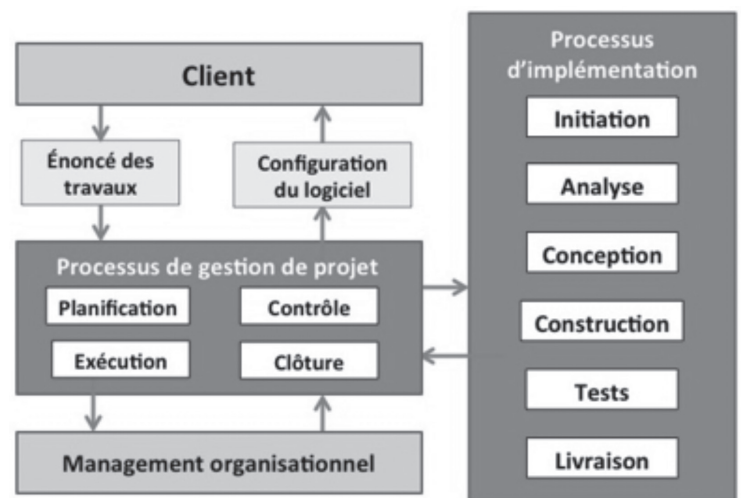 Client
Énoncé des
travaux
Configuration
du logiciel
Processus de gestion de projet
Planification
Contrôle
Exécution
Clôture
Management organisationnel
Processus
d'implémentation
Initiation
Analyse
Conception
Construction
Tests
Livraison